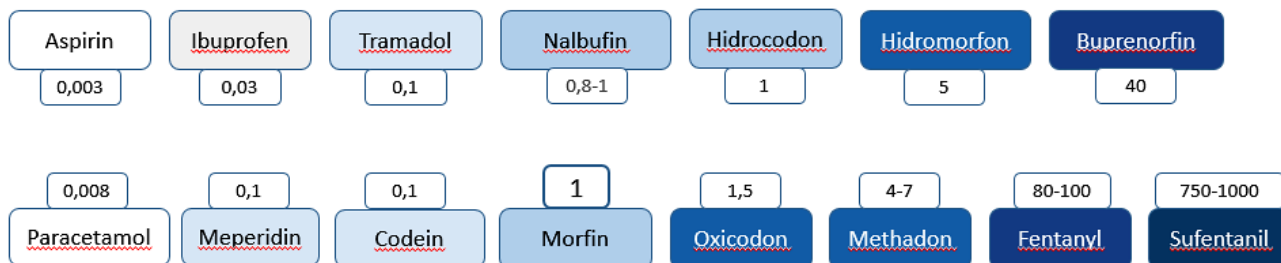 Aspirin Ibuprofen Tramadol Nalbufin Hidrocodon Hidromorfon Buprenorfin
0,003 0,03 0,1 0,8-1 1 5 40
0,008 0,1 0,1 1 1,5 4-7 80-100 750-1000
Paracetamol Meperidin Codein Morfin Oxicodon Methadon Fentanyl Sufentanil